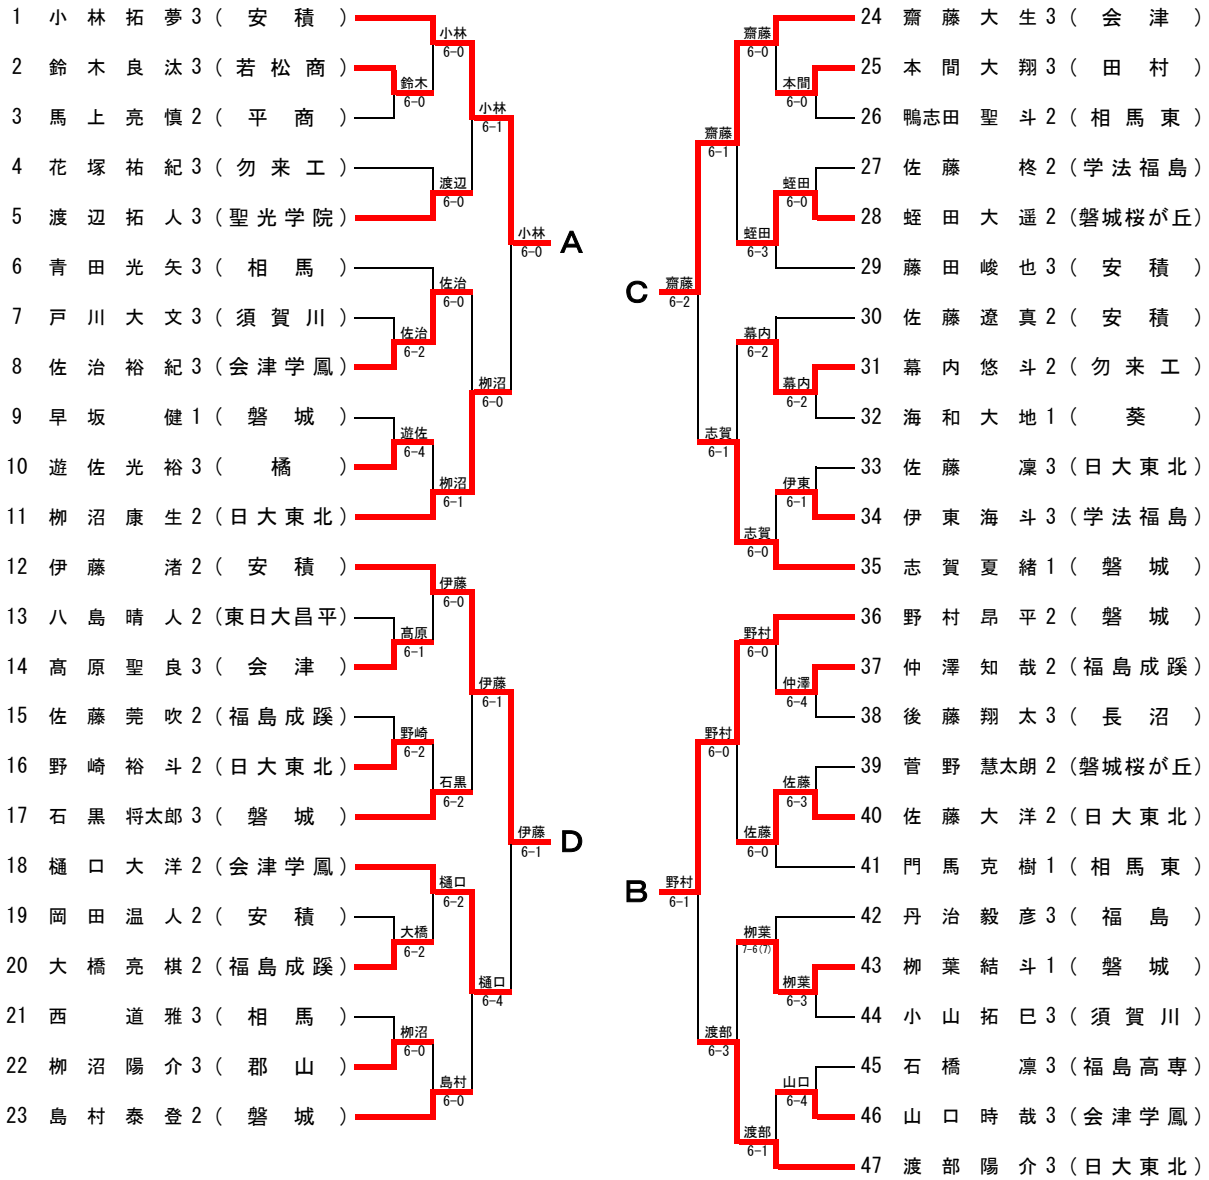 1 小林拓夢 3 (安積)
2 鈴木良汰 3 (若松商)
3 馬上亮慎 2 (平商)
4 花塚祐紀 3 (勿来工)
5 渡辺拓人 3 (聖光学院)
6 青田光矢 3 (相馬)
7 戸川大文 3 (須賀川)
8 佐治裕紀 3 (会津学鳳)
9 早坂健 1 (磐城)
10 遊佐光裕 3 (橘)
11 栁沼康生 2 (日大東北)
12 伊藤渚 2 (安積)
13 八島晴人 2 (東日大昌平)
14 髙原聖良 3 (会津)
15 佐藤莞吹 2 (福島成蹊)
16 野崎裕斗 2 (日大東北)
17 石黒将太郎 3 (磐城)
18 樋口大洋 2 (会津学鳳)
19 岡田温人 2 (安積)
20 大橋亮棋 2 (福島成蹊)
21 西道雅 3 (相馬)
22 栁沼陽介 3 (郡山)
23 島村泰登 2 (磐城)
小林
6-0
鈴木
6-0
小林
6-1
渡辺
6-0
小林
6-0
A
佐治
6-0
佐治
6-2
栁沼
6-0
遊佐
6-4
栁沼
6-1
伊藤
6-0
髙原
6-1
伊藤
6-1
野崎
6-2
石黒
6-2
伊藤
6-1
D
樋口
6-2
大橋
6-2
樋口
6-4
栁沼
6-0
島村
6-0
24 齋藤大生 3 (会津)
25 本間大翔 3 (田村)
26 鴨志田聖斗 2 (相馬東)
27 佐藤柊 2 (学法福島)
28 蛭田大遥 2 (磐城桜が丘)
29 藤田峻也 3 (安積)
30 佐藤遼真 2 (安積)
31 幕内悠斗 2 (勿来工)
32 海和大地 1 (葵)
33 佐藤凜 3 (日大東北)
34 伊東海斗 3 (学法福島)
35 志賀夏緒 1 (磐城)
36 野村昂平 2 (磐城)
37 仲澤知哉 2 (福島成蹊)
38 後藤翔太 3 (長沼)
39 菅野慧太朗 2 (磐城桜が丘)
40 佐藤大洋 2 (日大東北)
41 門馬克樹 1 (相馬東)
42 丹治毅彦 3 (福島)
43 栁葉結斗 1 (磐城)
44 小山拓巳 3 (須賀川)
45 石橋凛 3 (福島高専)
46 山口時哉 3 (会津学鳳)
47 渡部陽介 3 (日大東北)
齋藤
6-0
本間
6-0
齋藤
6-1
蛭田
6-0
蛭田
6-3
C
齋藤
6-2
幕内
6-2
幕内
6-2
志賀
6-1
伊東
6-1
志賀
6-0
野村
6-0
仲澤
6-4
野村
6-0
佐藤
6-3
佐藤
6-0
B
野村
6-1
栁葉
7-6(7)
栁葉
6-3
渡部
6-3
山口
6-4
渡部
6-1